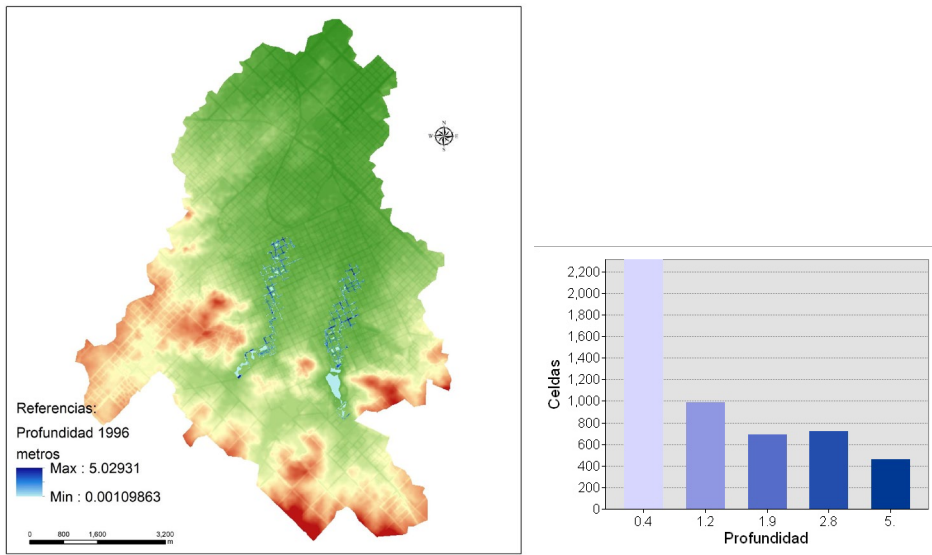 N
W E
S
Referencias:
Profundidad 1996
metros
Max : 5.02931
Min : 0.00109863
0 800 1,600 3,200
m
2,200
2,000
1,800
1,600
1,400
1,200
1,000
800
600
400
200
0
Celdas
0.4 1.2 1.9 2.8 5.
Profundidad